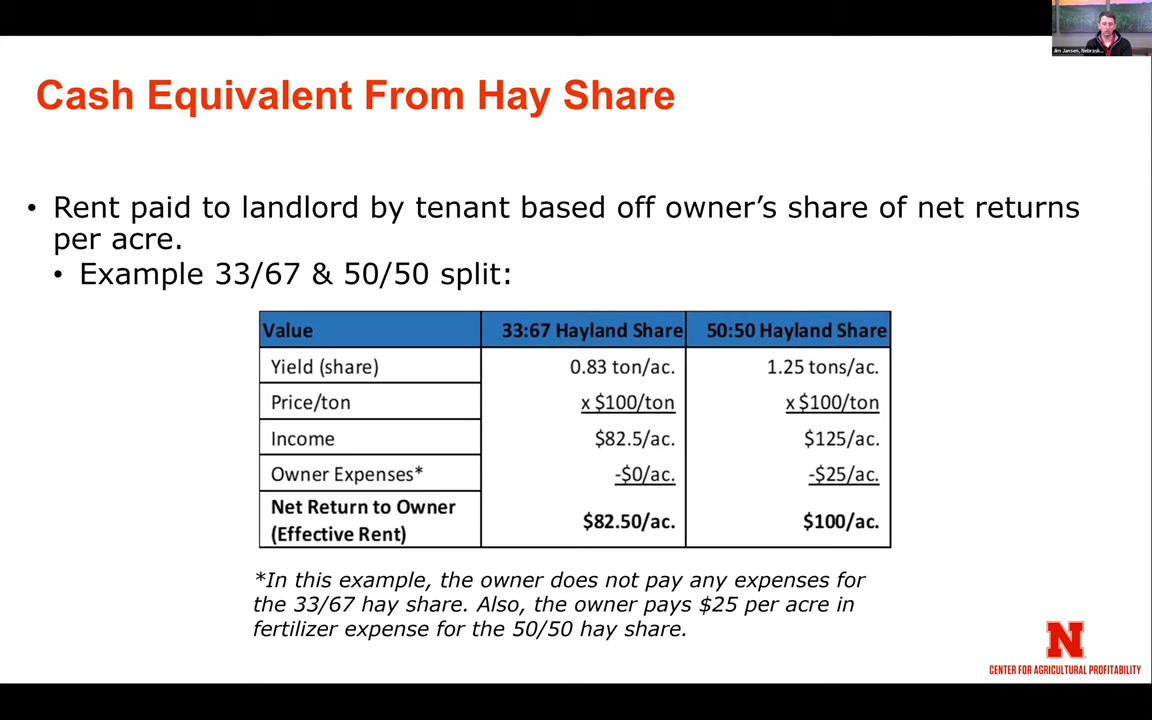 Jim Jansen, Nebrask...
Cash Equivalent From Hay Share
• Rent paid to landlord by tenant based off owner's share of net returns
per acre.
• Example 33/67 & 50/50 split:
Value 33:67 Hayland Share 50:50 Hayland Share
Yield (share) 0.83 ton/ac. 1.25 tons/ac.
Price/ton x $100/ton x $100/ton
Income $82.5/ac. $125/ac.
Owner Expenses* -$0/ac. -$25/ac.
Net Return to Owner
(Effective Rent) $82.50/ac. $100/ac.
*In this example, the owner does not pay any expenses for
the 33/67 hay share. Also, the owner pays $25 per acre in
fertilizer expense for the 50/50 hay share.
N
CENTER FOR AGRICULTURAL PROFITABILITY